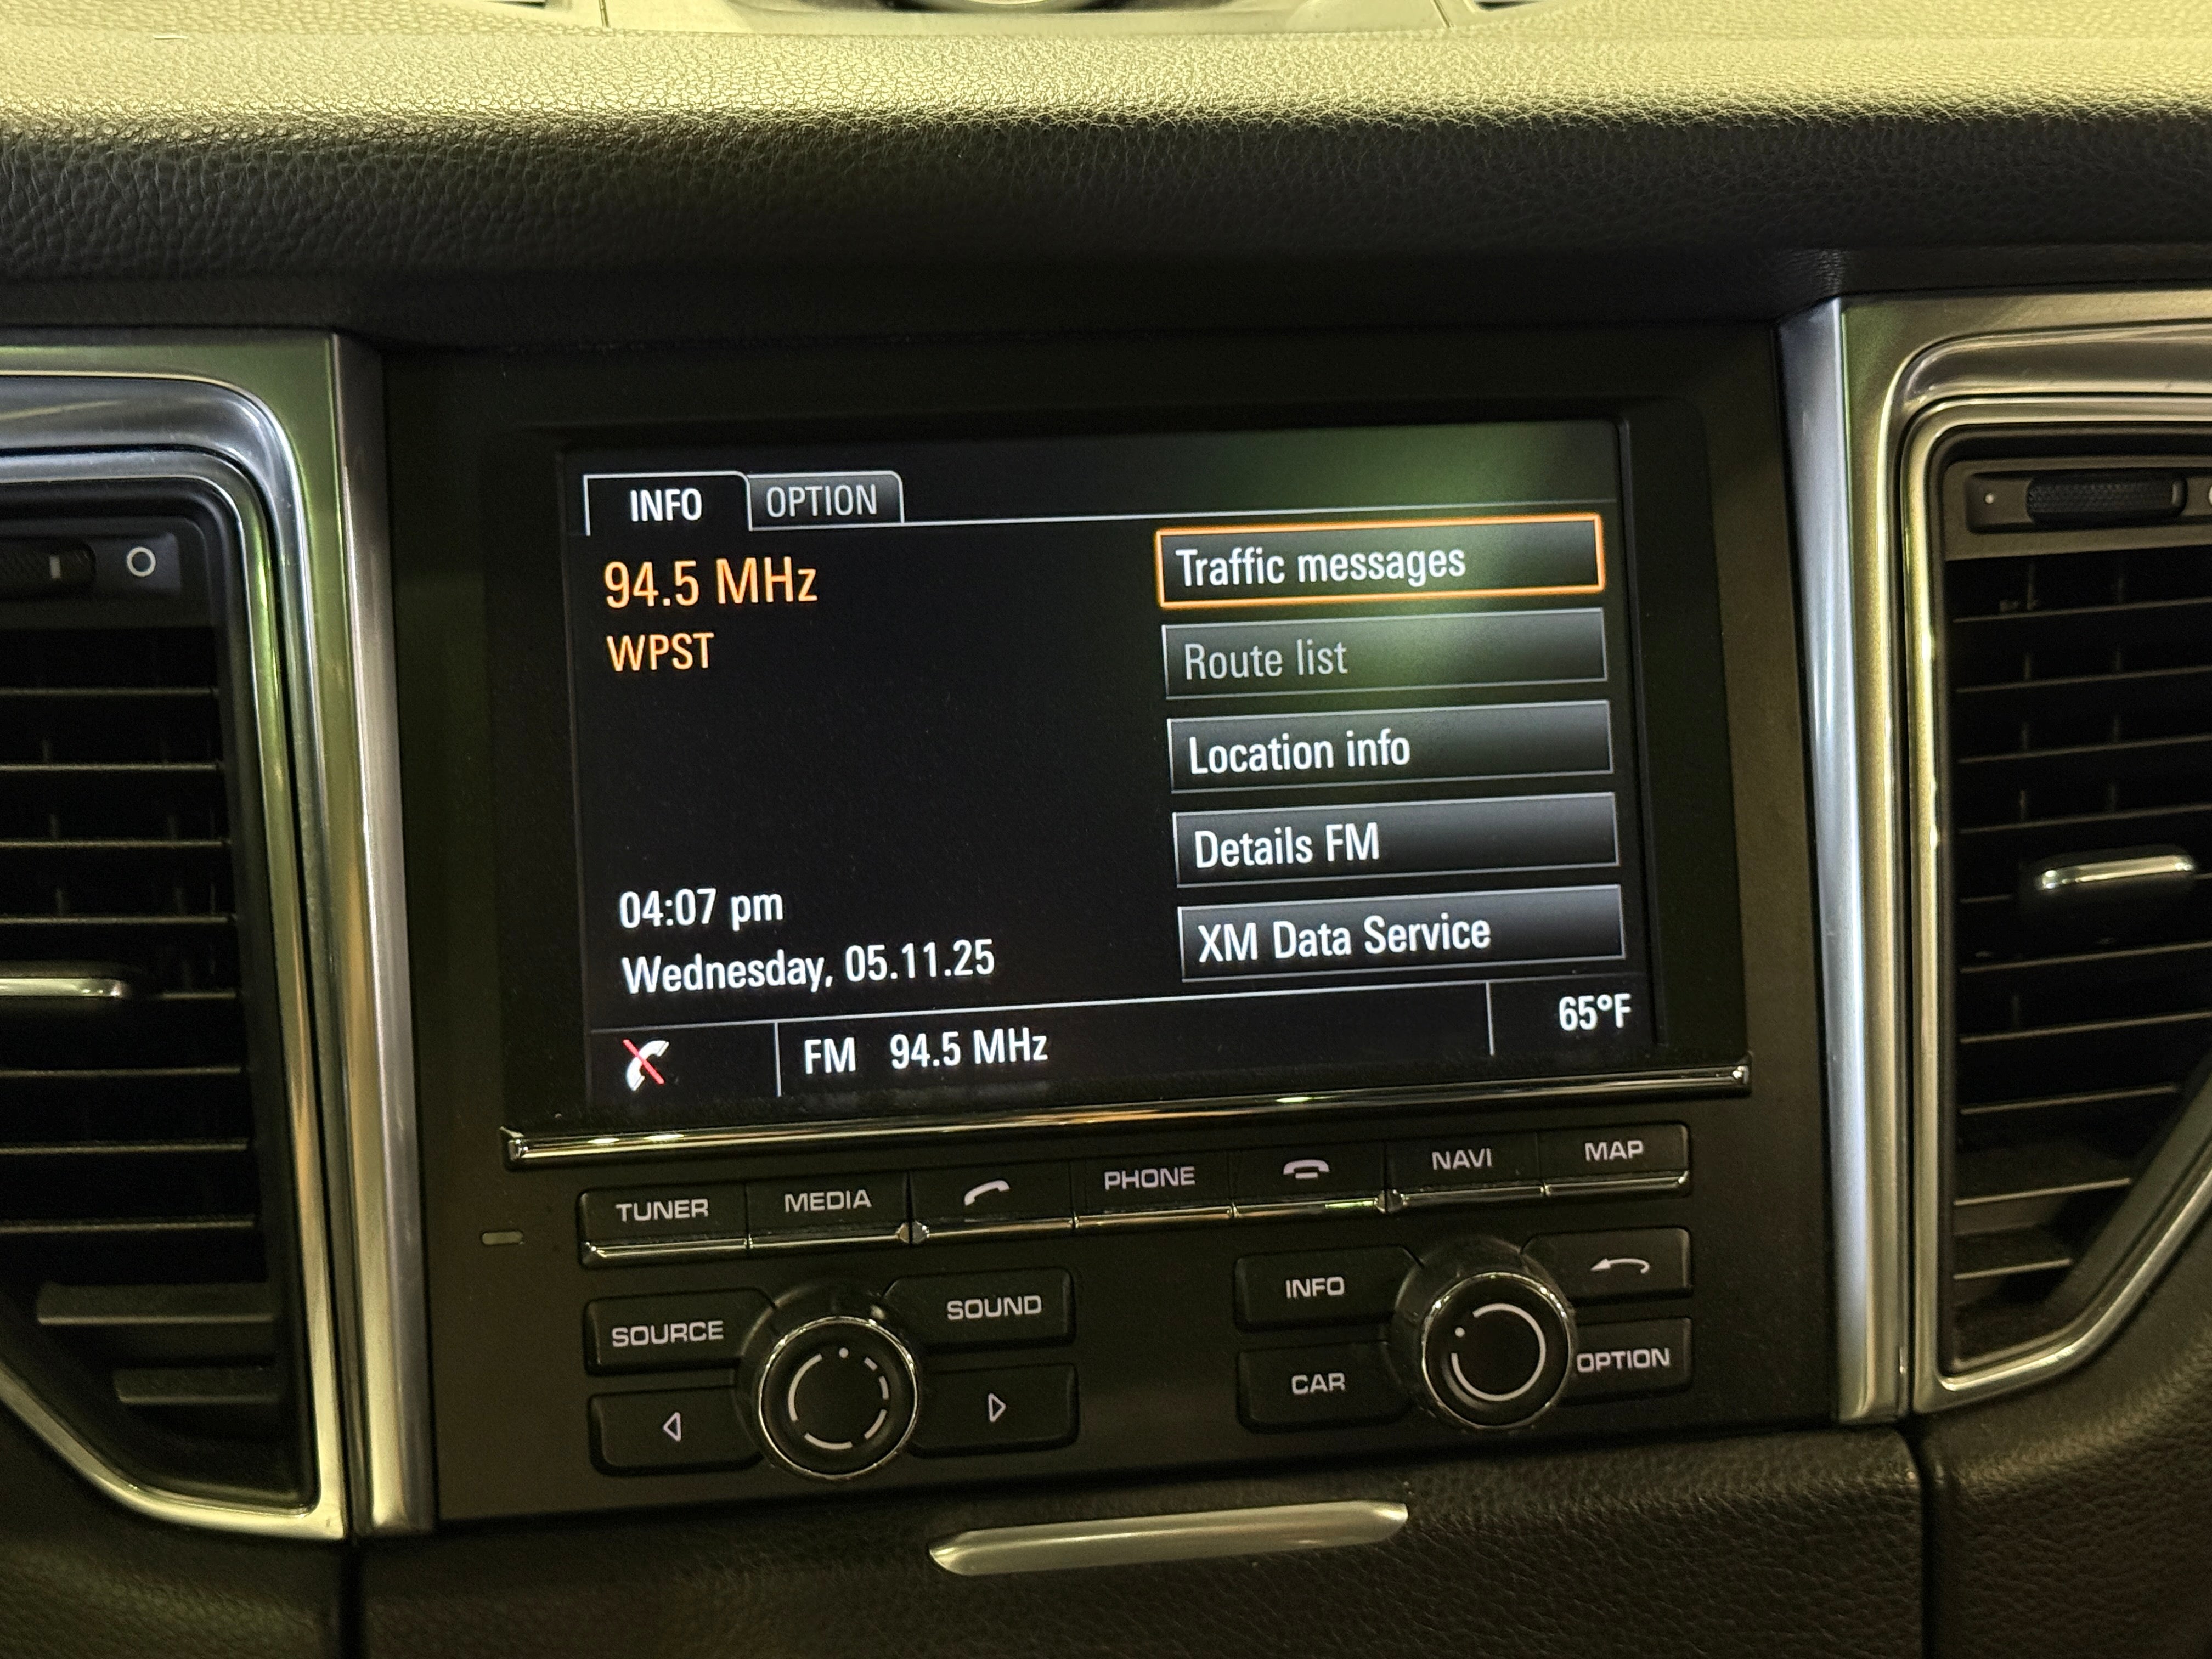 INFO OPTION
94.5 MHz
WPST
Traffic messages
Route list
Location info
Details FM
XM Data Service
04:07 pm
Wednesday, 05.11.25
FM 94.5 MHz
65°F
TUNER MEDIA PHONE NAVI MAP
SOURCE SOUND INFO
CAR OPTION